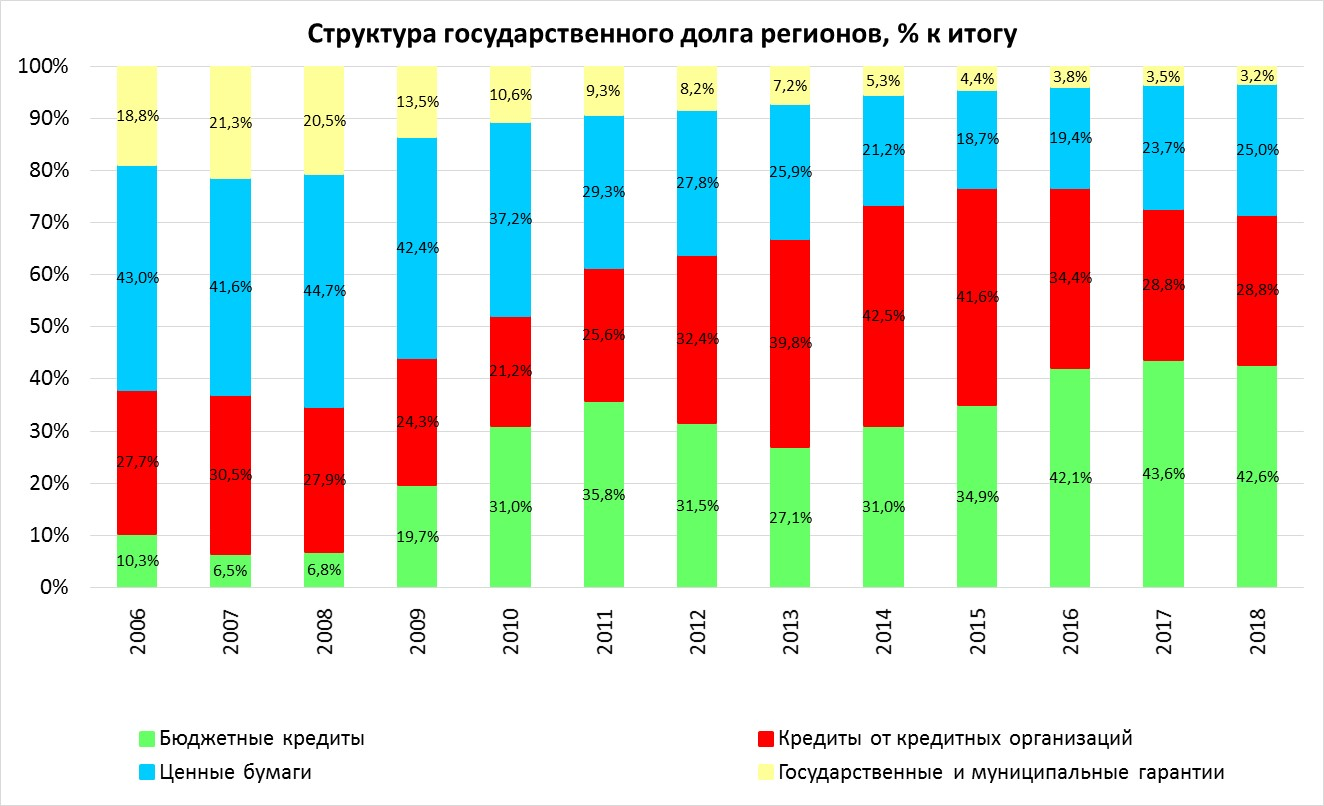 Структура государственного долга регионов, % к итогу
100%
90%
80%
70%
60%
50%
40%
30%
20%
10%
0%
18,8% 21,3% 20,5% 13,5% 10,6% 9,3% 8,2% 7,2% 5,3% 4,4% 3,8% 3,5% 3,2%
43,0% 41,6% 44,7% 42,4% 37,2% 29,3% 27,8% 25,9% 21,2% 18,7% 19,4% 23,7% 25,0%
27,7% 30,5% 27,9% 24,3% 21,2% 25,6% 32,4% 39,8% 42,5% 41,6% 34,4% 28,8% 28,8%
10,3% 6,5% 6,8% 19,7% 31,0% 35,8% 31,5% 27,1% 31,0% 34,9% 42,1% 43,6% 42,6%
2006 2007 2008 2009 2010 2011 2012 2013 2014 2015 2016 2017 2018
Бюджетные кредиты
Кредиты от кредитных организаций
Ценные бумаги
Государственные и муниципальные гарантии